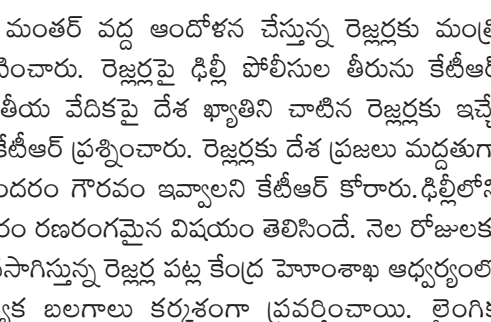 మంతర్ వద్ద ఆందోళన చేస్తున్న రెజ్లర్లకు మంత్రి
చారు. రెజ్లర్లపై ఢిల్లీ పోలీసుల తీరును కేటీఆర్
తీయ వేదికపై దేశ ఖ్యాతిని చాటిన రెజ్లర్లకు ఇచ్చే
కేటీఆర్ ప్రశ్నించారు. రెజ్లర్లకు దేశ ప్రజలు మద్దతుగా
దరం గౌరవం ఇవ్వాలని కేటీఆర్ కోరారు.ఢిల్లీలోని
రం రణరంగమైన విషయం తెలిసిందే. నెల రోజులక
సాగిస్తున్న రెజ్లర్ల పట్ల కేంద్ర హెూంశాఖ ఆధ్వర్యంలో
క బలగాలు కర్కశంగా ప్రవర్తించాయి. లైంగిక